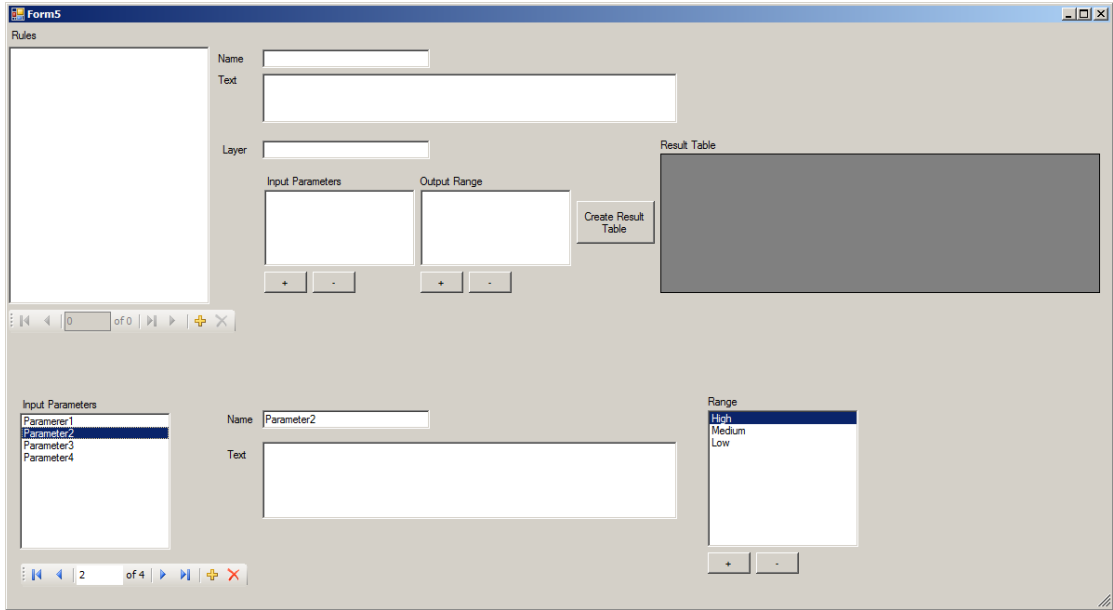 Form5
Rules
Name
Text
Layer
Result Table
Input Parameters
Output Range
Create Result
Table
+
-
+
-
0
of 0
Input Parameters
Paramerer1
Parameter2
Parameter3
Parameter4
Name
Parameter2
Text
Range
High
Medium
Low
+
-
2
of 4